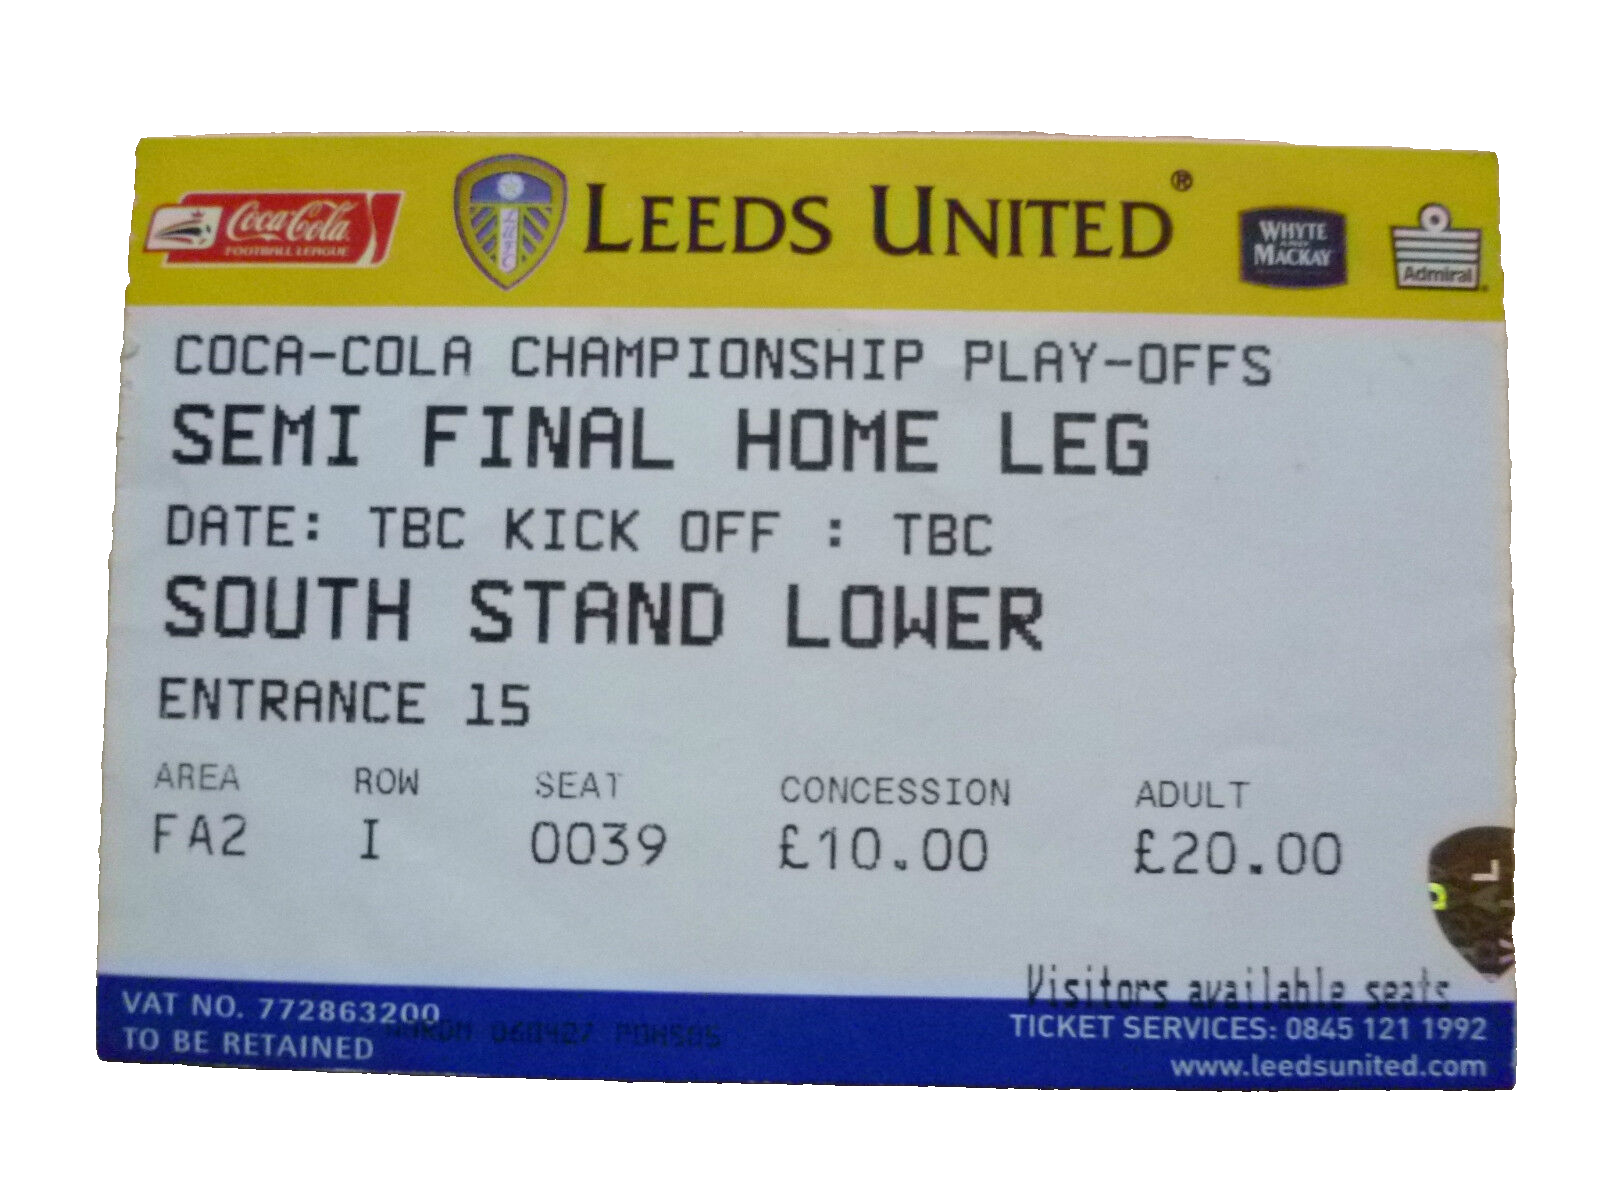 Coca-Cola
FOOTBALL LEAGUE
LUFC
LEEDS UNITED®
WHYTE
AND
MACKAY
Admiral
COCA-COLA CHAMPIONSHIP PLAY-OFFS
SEMI FINAL HOME LEG
DATE: TBC KICK OFF : TBC
SOUTH STAND LOWER
ENTRANCE 15
AREA ROW SEAT CONCESSION ADULT
FA2 I 0039 £10.00 £20.00
Visitors available seats
VAT NO. 772863200
TO BE RETAINED
TICKET SERVICES: 0845 121 1992
www.leedsunited.com